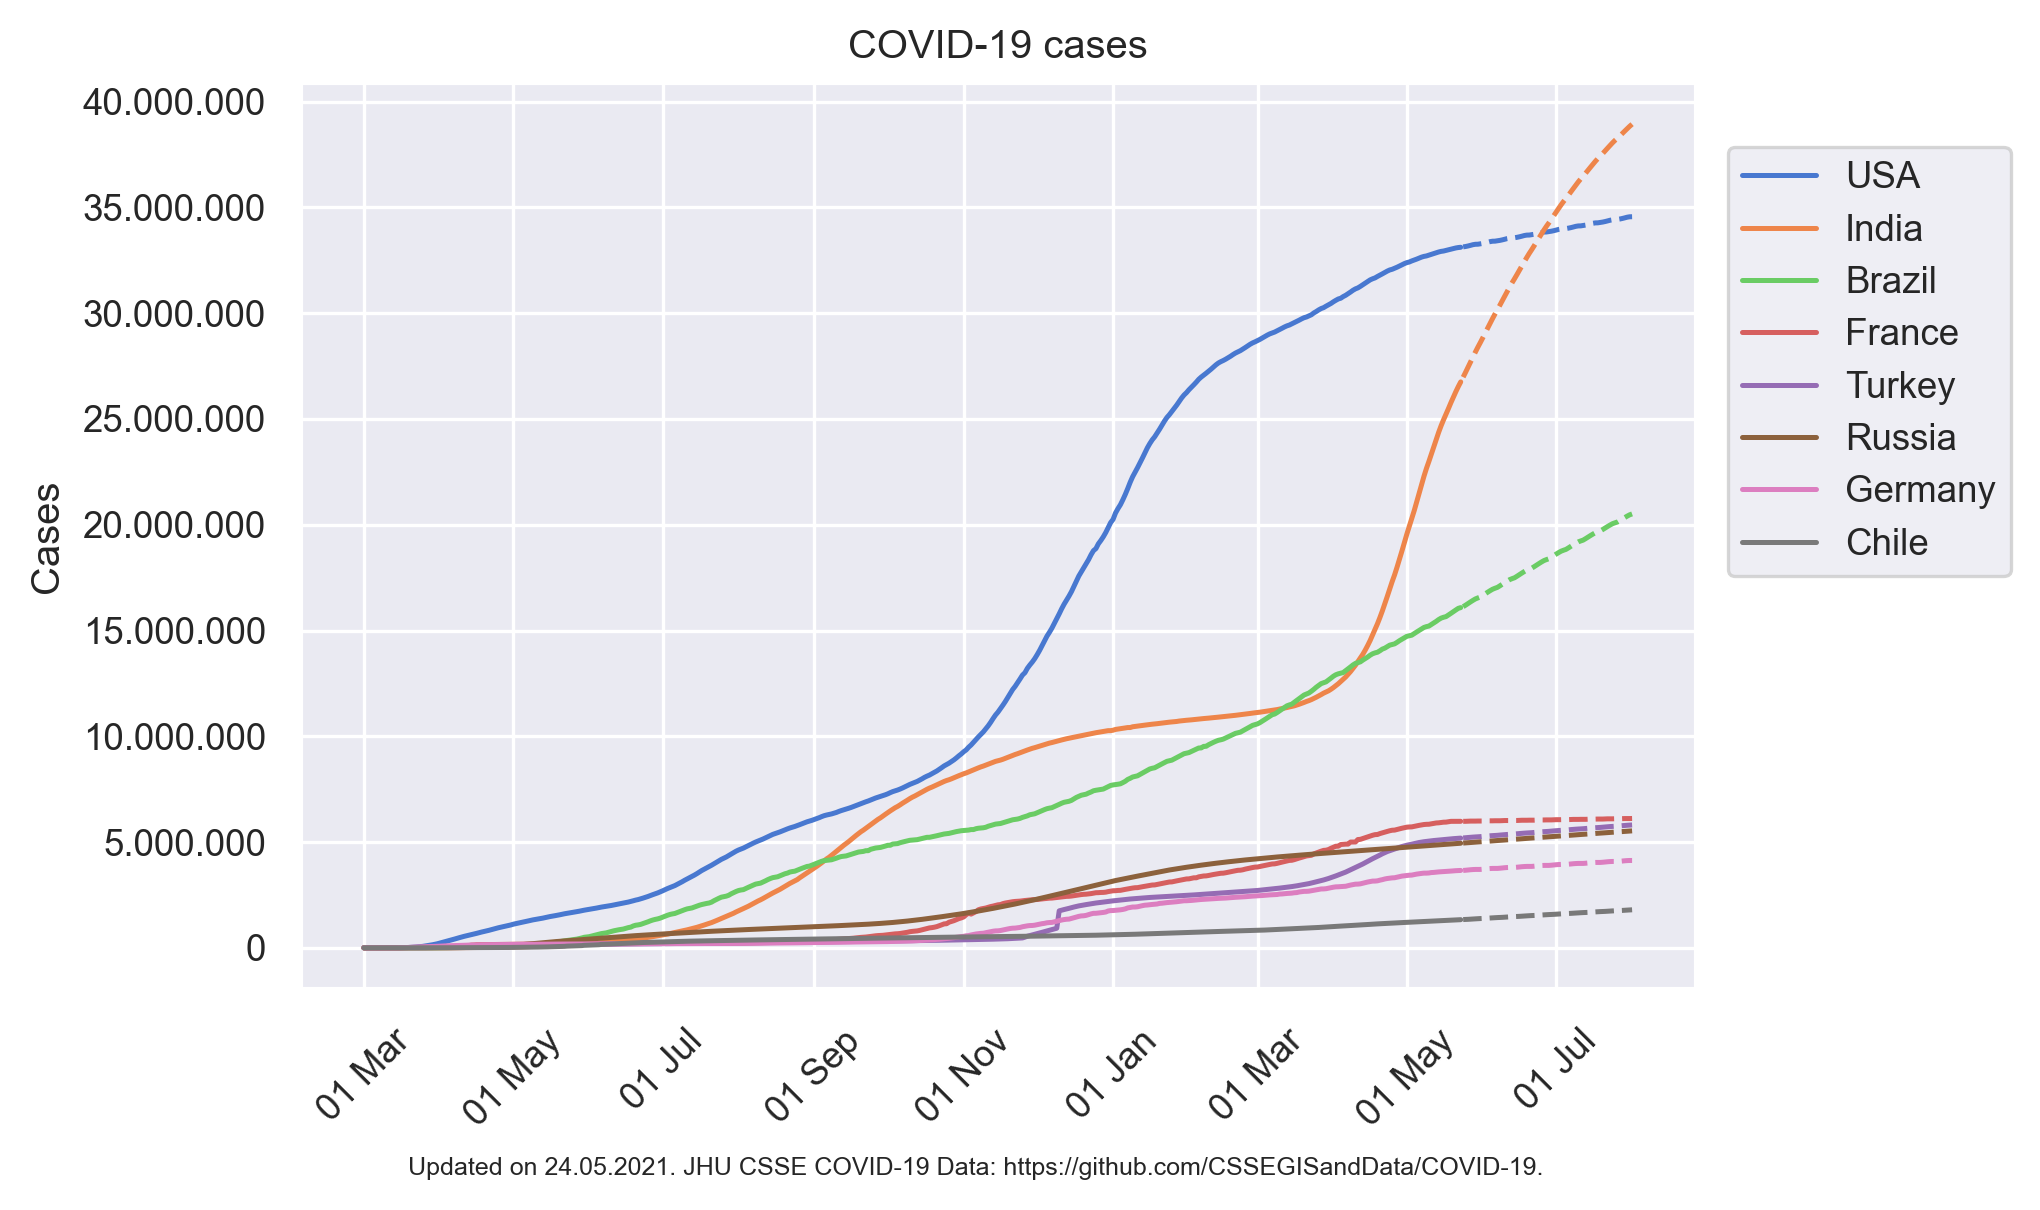 COVID-19 cases
40.000.000
35.000.000
30.000.000
25.000.000
20.000.000
15.000.000
10.000.000
5.000.000
0
Cases
01 Mar
01 May
01 Jul
01 Sep
01 Nov
01 Jan
01 Mar
01 May
01 Jul
USA
India
Brazil
France
Turkey
Russia
Germany
Chile
Updated on 24.05.2021. JHU CSSE COVID-19 Data: https://github.com/CSSEGISandData/COVID-19.